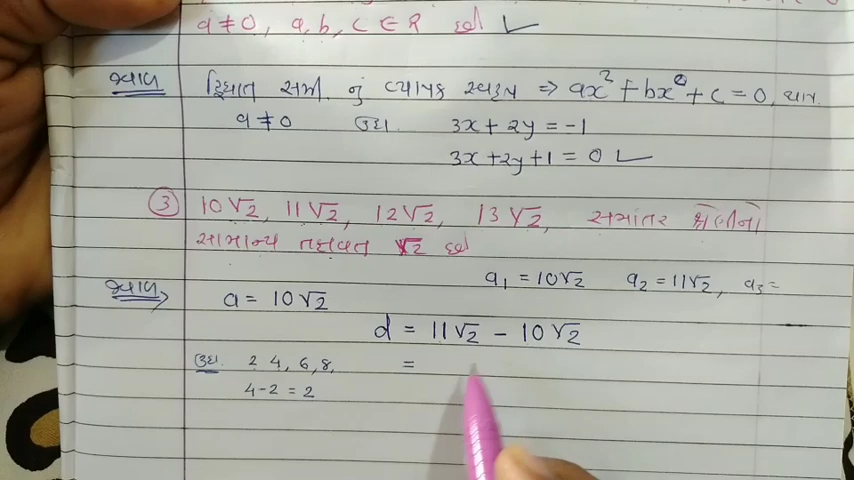 a ≠ 0, a, b, c ∈ R છે ✓
જવાબ દ્વિઘાત સમી નું વ્યાપક સ્વરૂપ ⇒ ax² + bx + c = 0, થાય.
a ≠ 0 ઉદા. 3x + 2y = -1
3x + 2y + 1 = 0 ✓
③ 10√2, 11√2, 12√2, 13√2, સમાંતર શ્રેણીનો
સામાન્ય તફાવત √2 છે
જવાબ a₁ = 10√2 a₂ = 11√2, a₃ =
a = 10√2
d = 11√2 - 10√2
ઉદા. 2 4, 6, 8, =
4 - 2 = 2